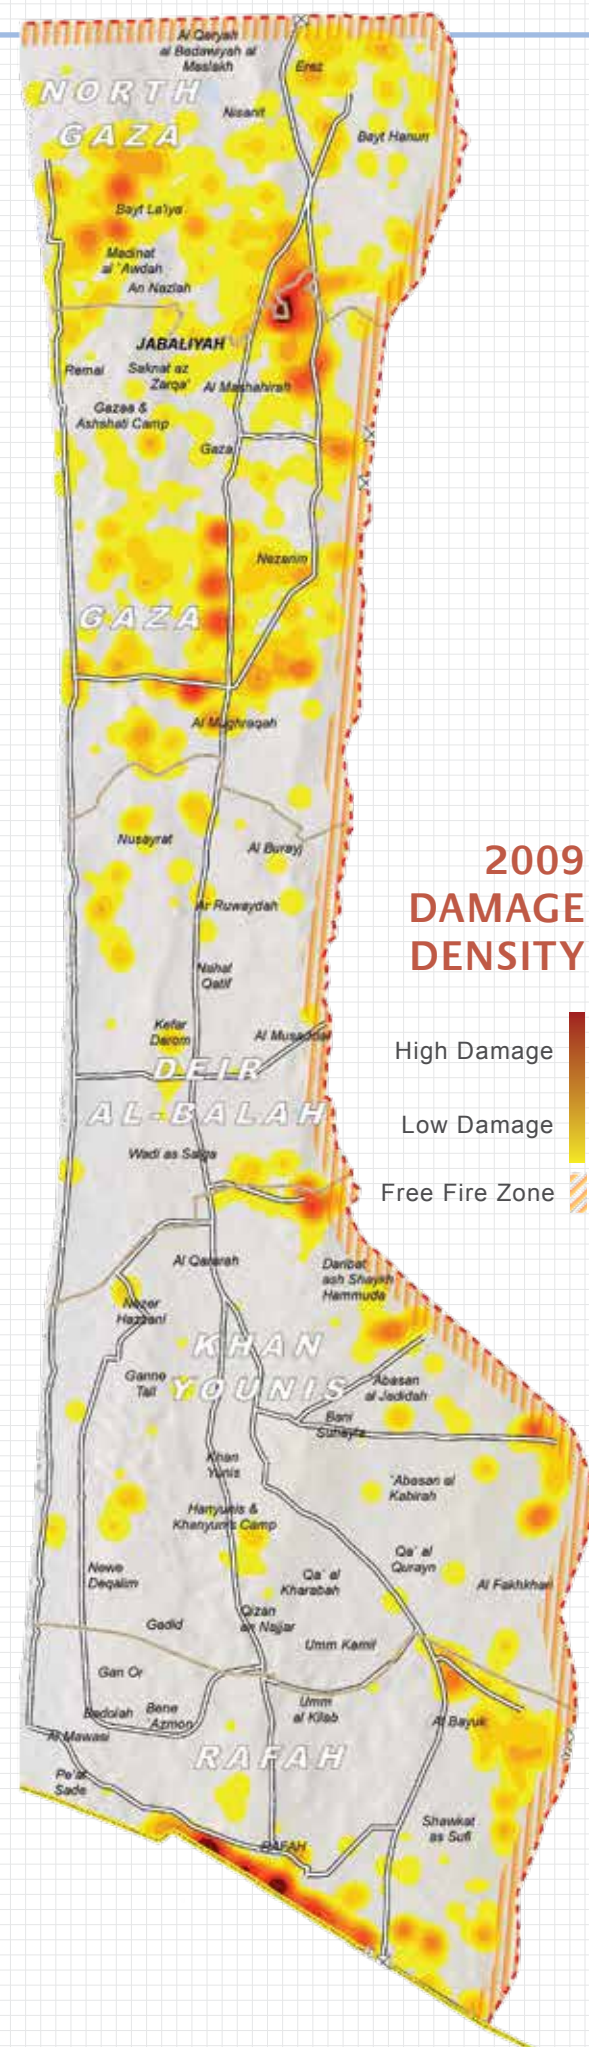 Al Qaryah
al Badawiyah al
Maslakh
Erez
NORTH
GAZA
Nisanit
Bayt Hanun
Bayt La'iya
Madinat
al 'Awdah
An Nazlah
JABALIYAH
Remal
Saknat az
Zarqa'
Al Mashahirah
Gazaa &
Ashshati Camp
Gaza
Nezarim
GAZA
Al Mughraqah
Nusayrat
Al Burayj
2009
DAMAGE
DENSITY
Ar Ruwaydah
Nahal
Qatif
Kefar
Darom
Al Musaddar
High Damage
DEIR
AL-BALAH
Low Damage
Wadi as Salqa
Free Fire Zone
Al Qararah
Daribat
ash Shaykh
Hammuda
Nezer
Hazzani
KHAN
YOUNIS
Ganne
Tall
Abasan
al Jadidah
Bani
Suhayla
Khan
Yunis
'Abasan al
Kabirah
Hanyunis &
Khanyunis Camp
Qa' al
Qurayn
Newe
Deqalim
Qa' al
Kharabah
Al Fakhkhari
Gadid
Qizan
an Najjar
Umm Kamil
Gan Or
Badolah
Bene
Azmon
Umm
al Kilab
Al Bayuk
Al Mawasi
RAFAH
Pe'at
Sade
Shawkat
as Sufi
RAFAH